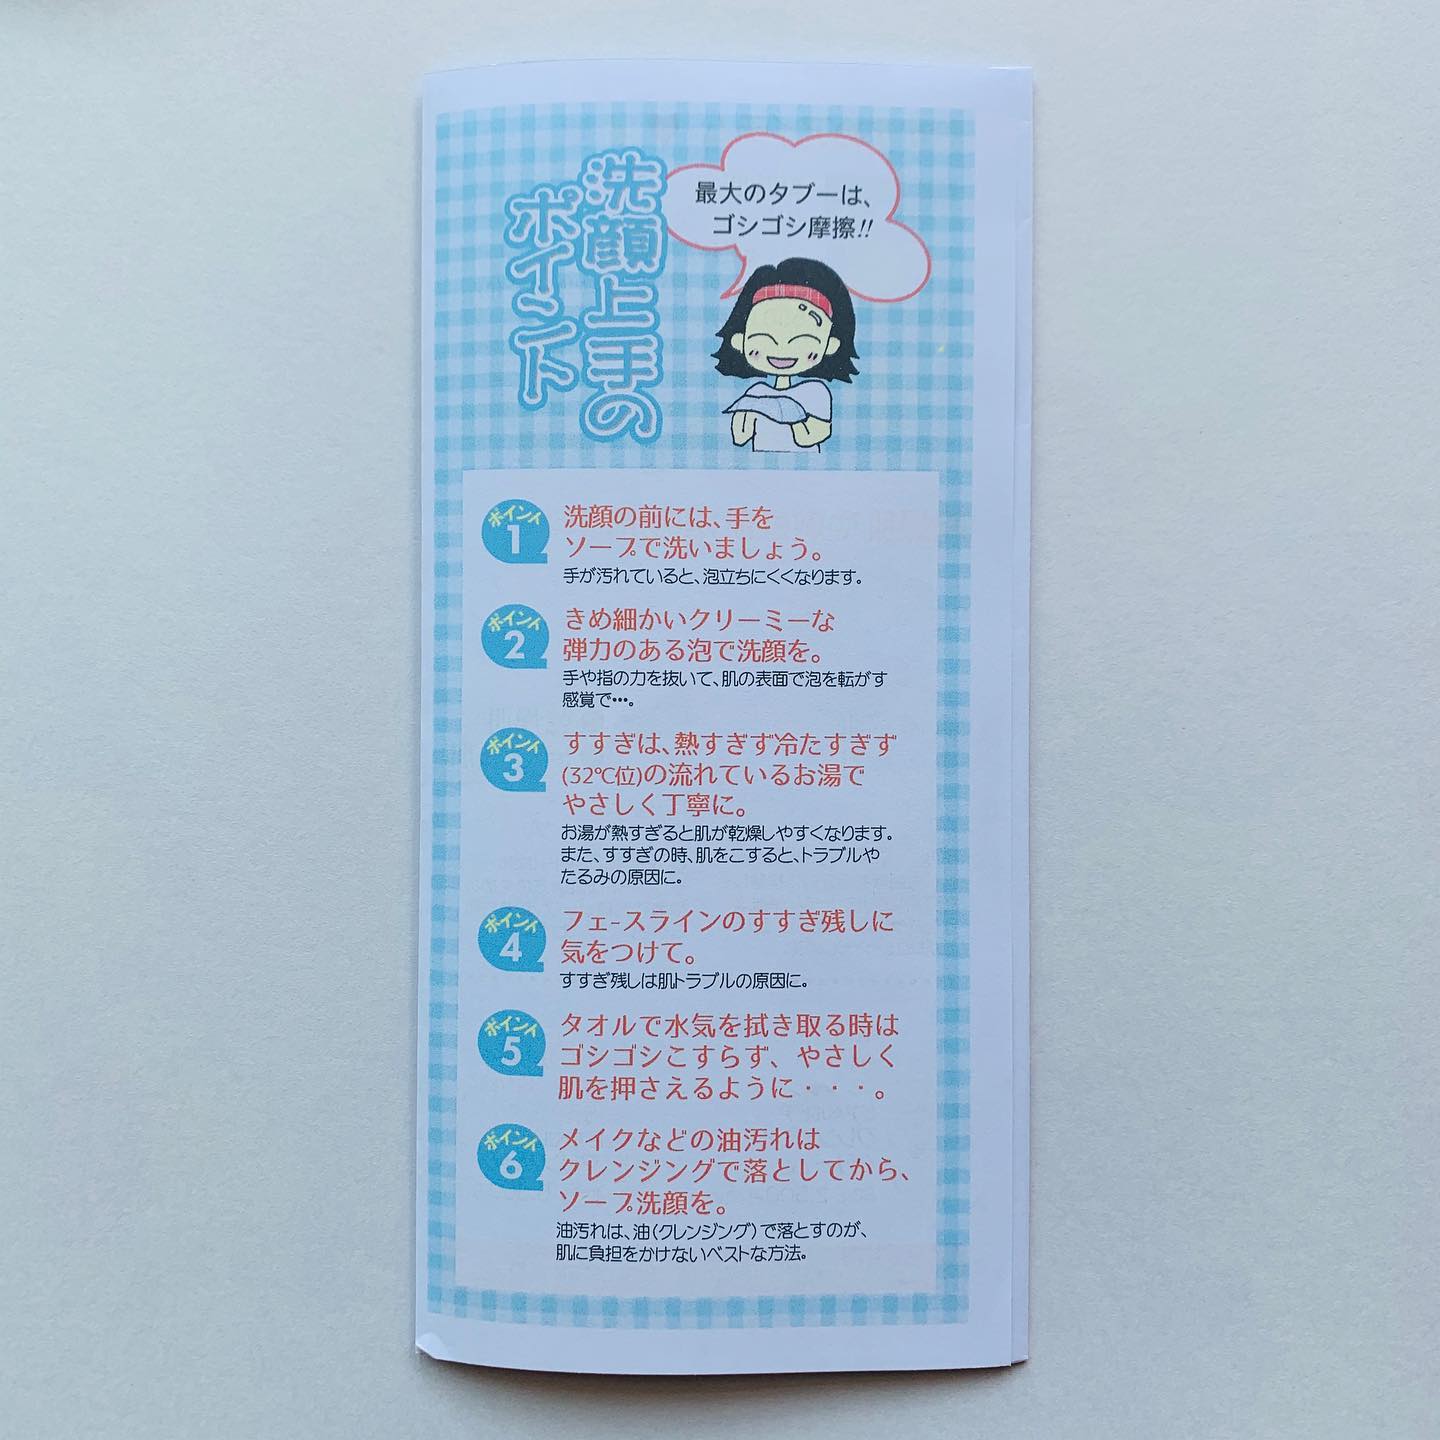 洗顔上手の
ポイント
最大のタブーは、
ゴシゴシ摩擦!!
ポイント
1
洗顔の前には、手を
ソープで洗いましょう。
手が汚れていると、泡立ちにくくなります。
ポイント
2
きめ細かいクリーミーな
弾力のある泡で洗顔を。
手や指の力を抜いて、肌の表面で泡を転がす
感覚で…。
ポイント
3
すすぎは、熱すぎず冷たすぎず
(32℃位)の流れているお湯で
やさしく丁寧に。
お湯が熱すぎると肌が乾燥しやすくなります。
また、すすぎの時、肌をこすると、トラブルや
たるみの原因に。
ポイント
4
フェ-スラインのすすぎ残しに
気をつけて。
すすぎ残しは肌トラブルの原因に。
ポイント
5
タオルで水気を拭き取る時は
ゴシゴシこすらず、やさしく
肌を押さえるように・・・。
ポイント
6
メイクなどの油汚れは
クレンジングで落としてから、
ソープ洗顔を。
油汚れは、油(クレンジング)で落とすのが、
肌に負担をかけないベストな方法。